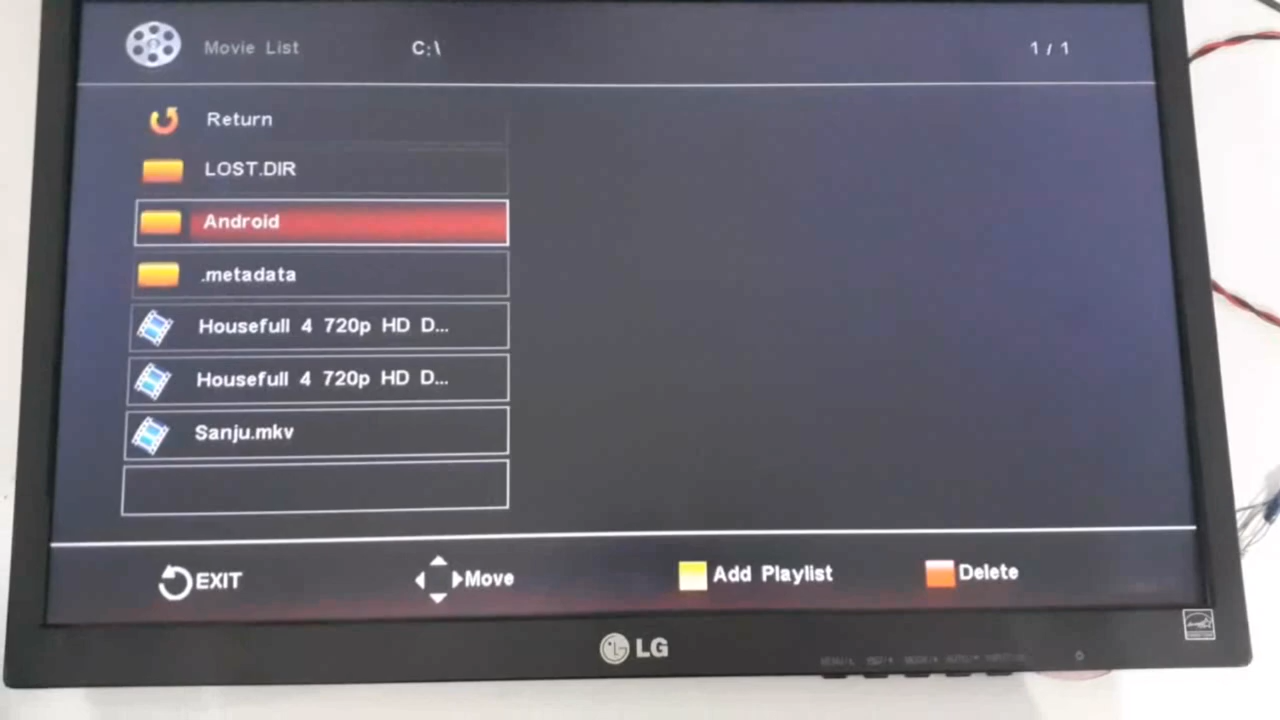 Movie List C:\ 1 / 1
Return
LOST.DIR
Android
.metadata
Housefull 4 720p HD D...
Housefull 4 720p HD D...
Sanju.mkv
EXIT Move Add Playlist Delete
LG